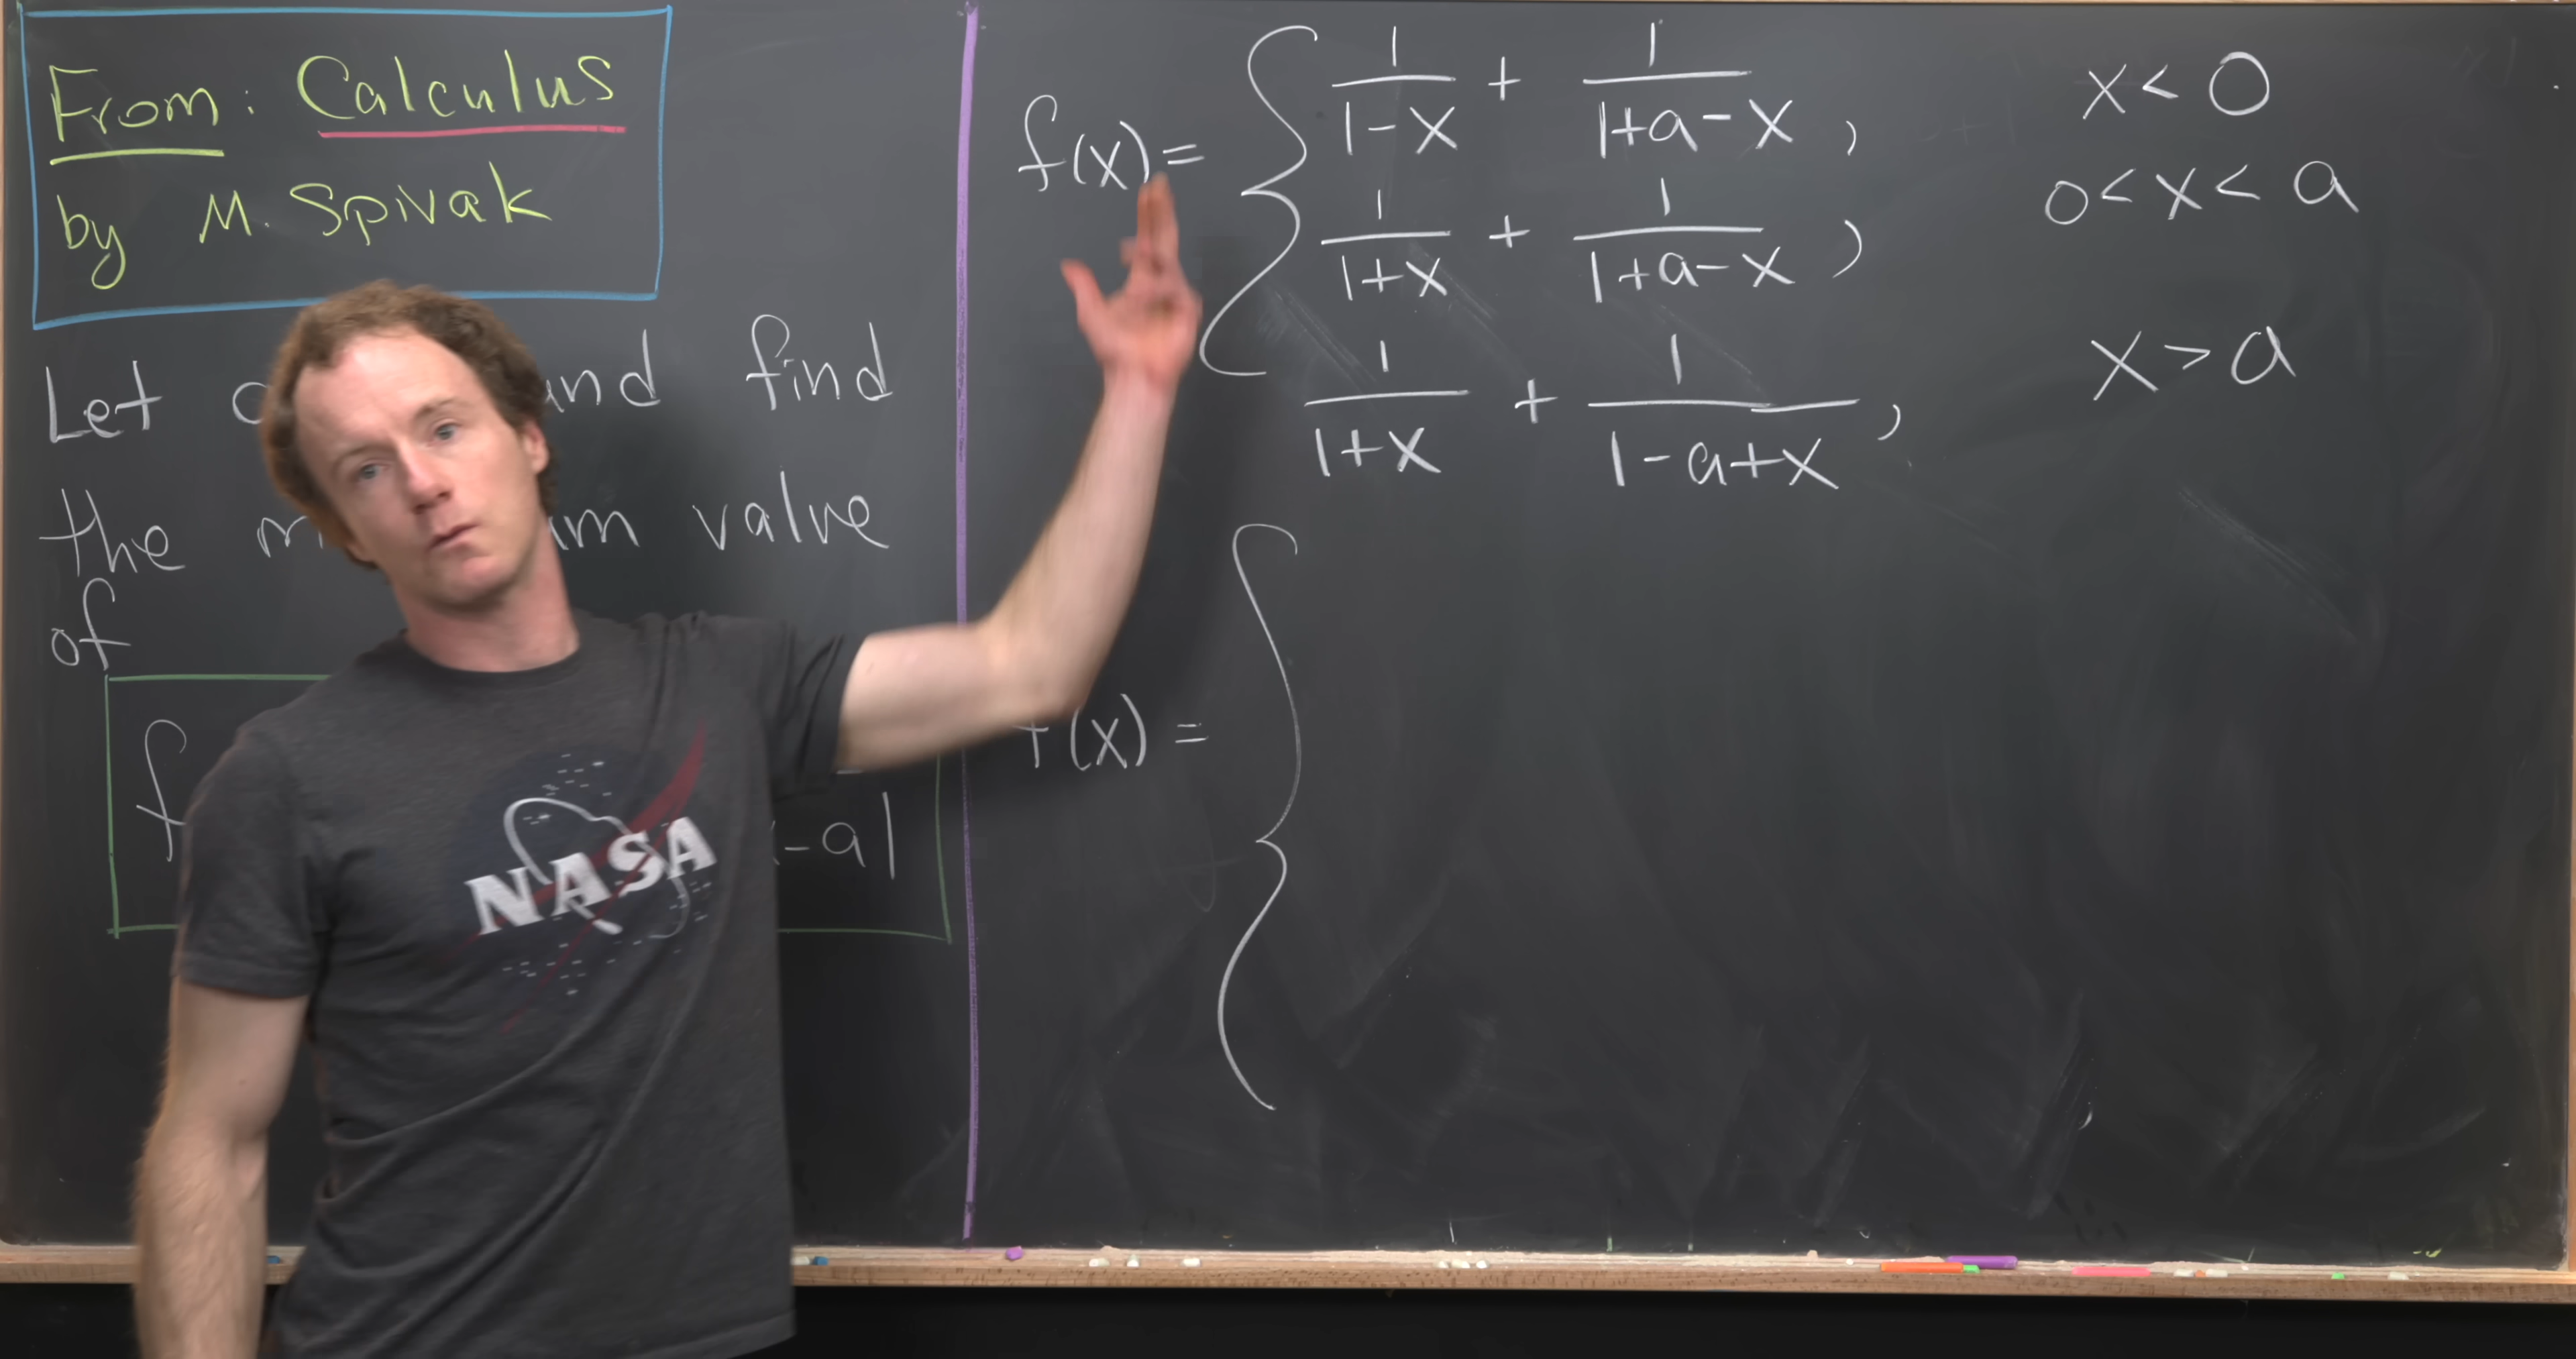 From: Calculus
by M. Spivak
Let and find
the value
of
f -a|
f(x) = { 1/(1-x) + 1/(1+a-x), x < 0
1/(1+x) + 1/(1+a-x), 0 < x < a
1/(1+x) + 1/(1-a+x), x > a
(x) = {
NASA